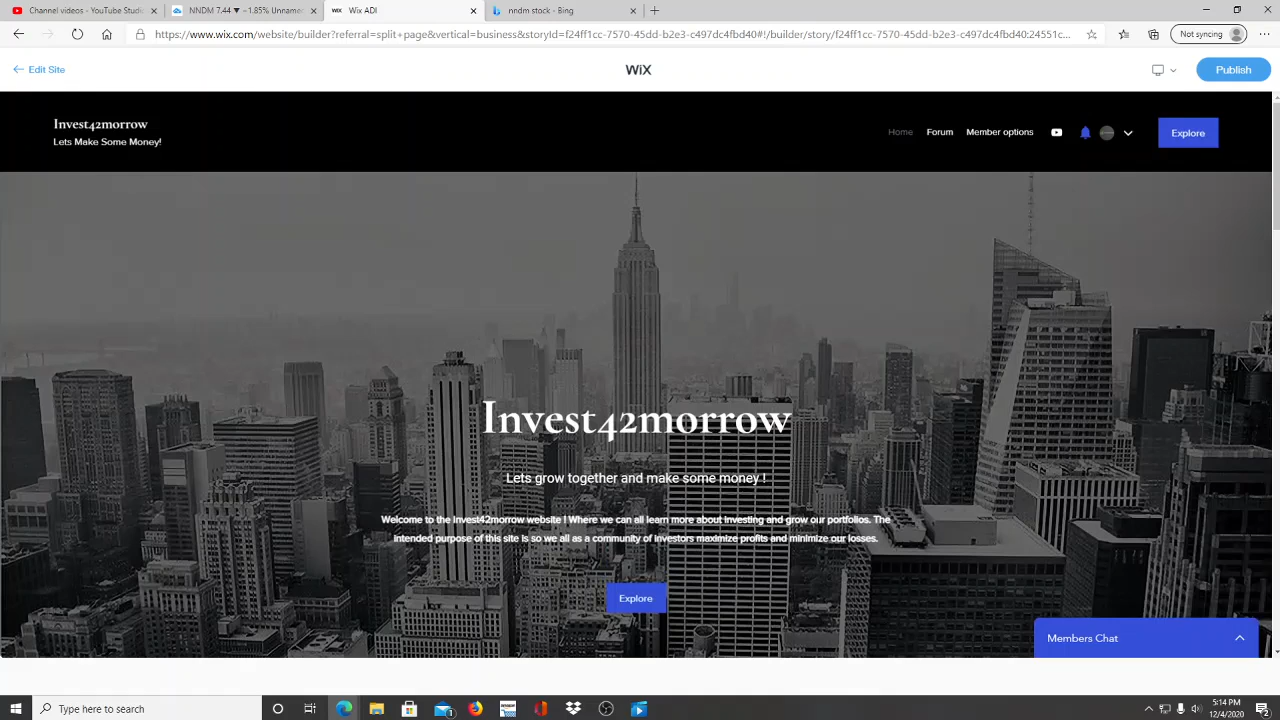 Channel videos - YouTube Studio
NNDM 7.44 ▼ −1.85% Unname
WiX Wix ADI
nndm stock - Bing
https://www.wix.com/website/builder?referral=split+page&vertical=business&storyId=f24ff1cc-7570-45dd-b2e3-c497dc4fbd40#!/builder/story/f24ff1cc-7570-45dd-b2e3-c497dc4fbd40:24551c...
Not syncing
Edit Site
WiX
Publish
Invest42morrow
Lets Make Some Money!
Home Forum Member options
Explore
Invest42morrow
Lets grow together and make some money !
Welcome to the invest42morrow website ! Where we can all learn more about investing and grow our portfolios. The
intended purpose of this site is so we all as a community of investors maximize profits and minimize our losses.
Explore
Members Chat
Type here to search
5:14 PM
12/4/2020